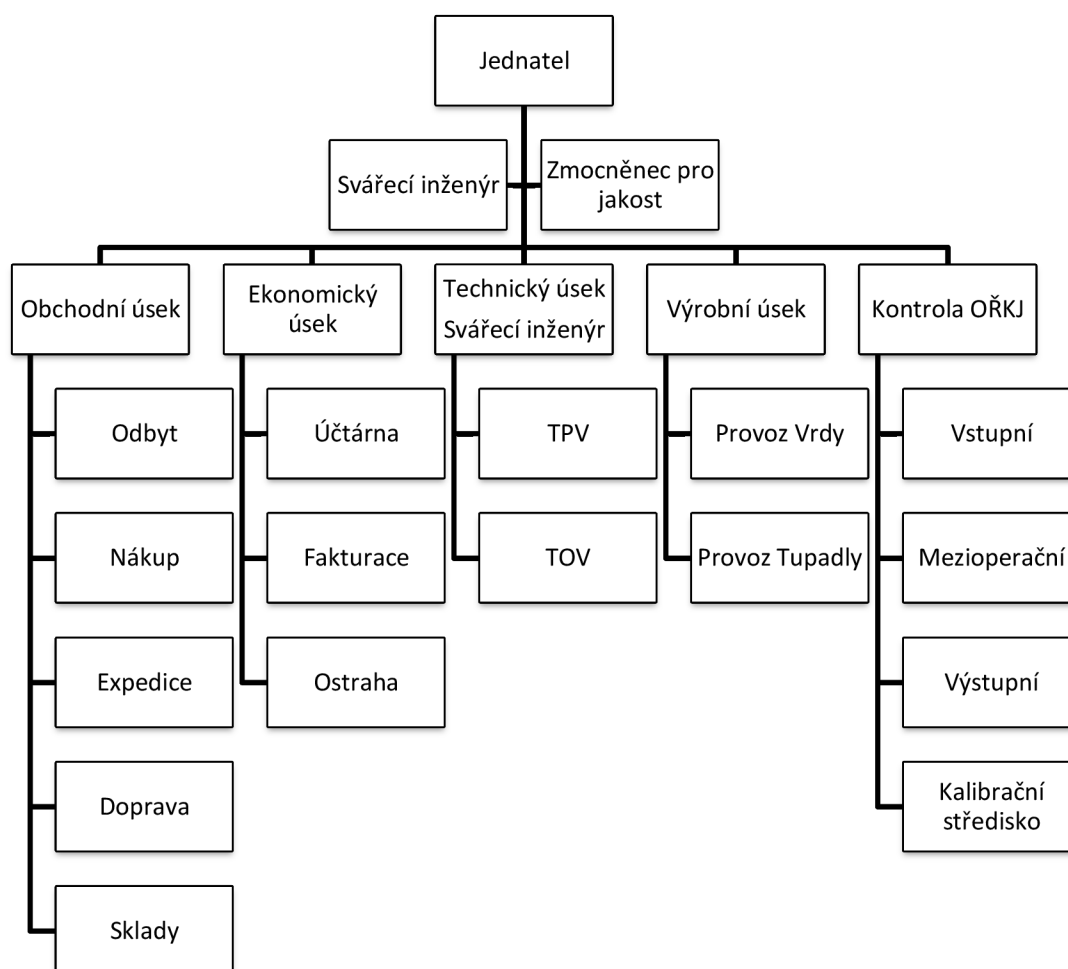 Jednatel
Svářecí inženýr
Zmocněnec pro
jakost
Obchodní úsek
Ekonomický
úsek
Technický úsek
Svářecí inženýr
Výrobní úsek
Kontrola OŘKJ
Odbyt
Účtárna
TPV
Provoz Vrdy
Vstupní
Nákup
Fakturace
TOV
Provoz Tupadly
Mezioperační
Expedice
Ostraha
Výstupní
Doprava
Kalibrační
středisko
Sklady